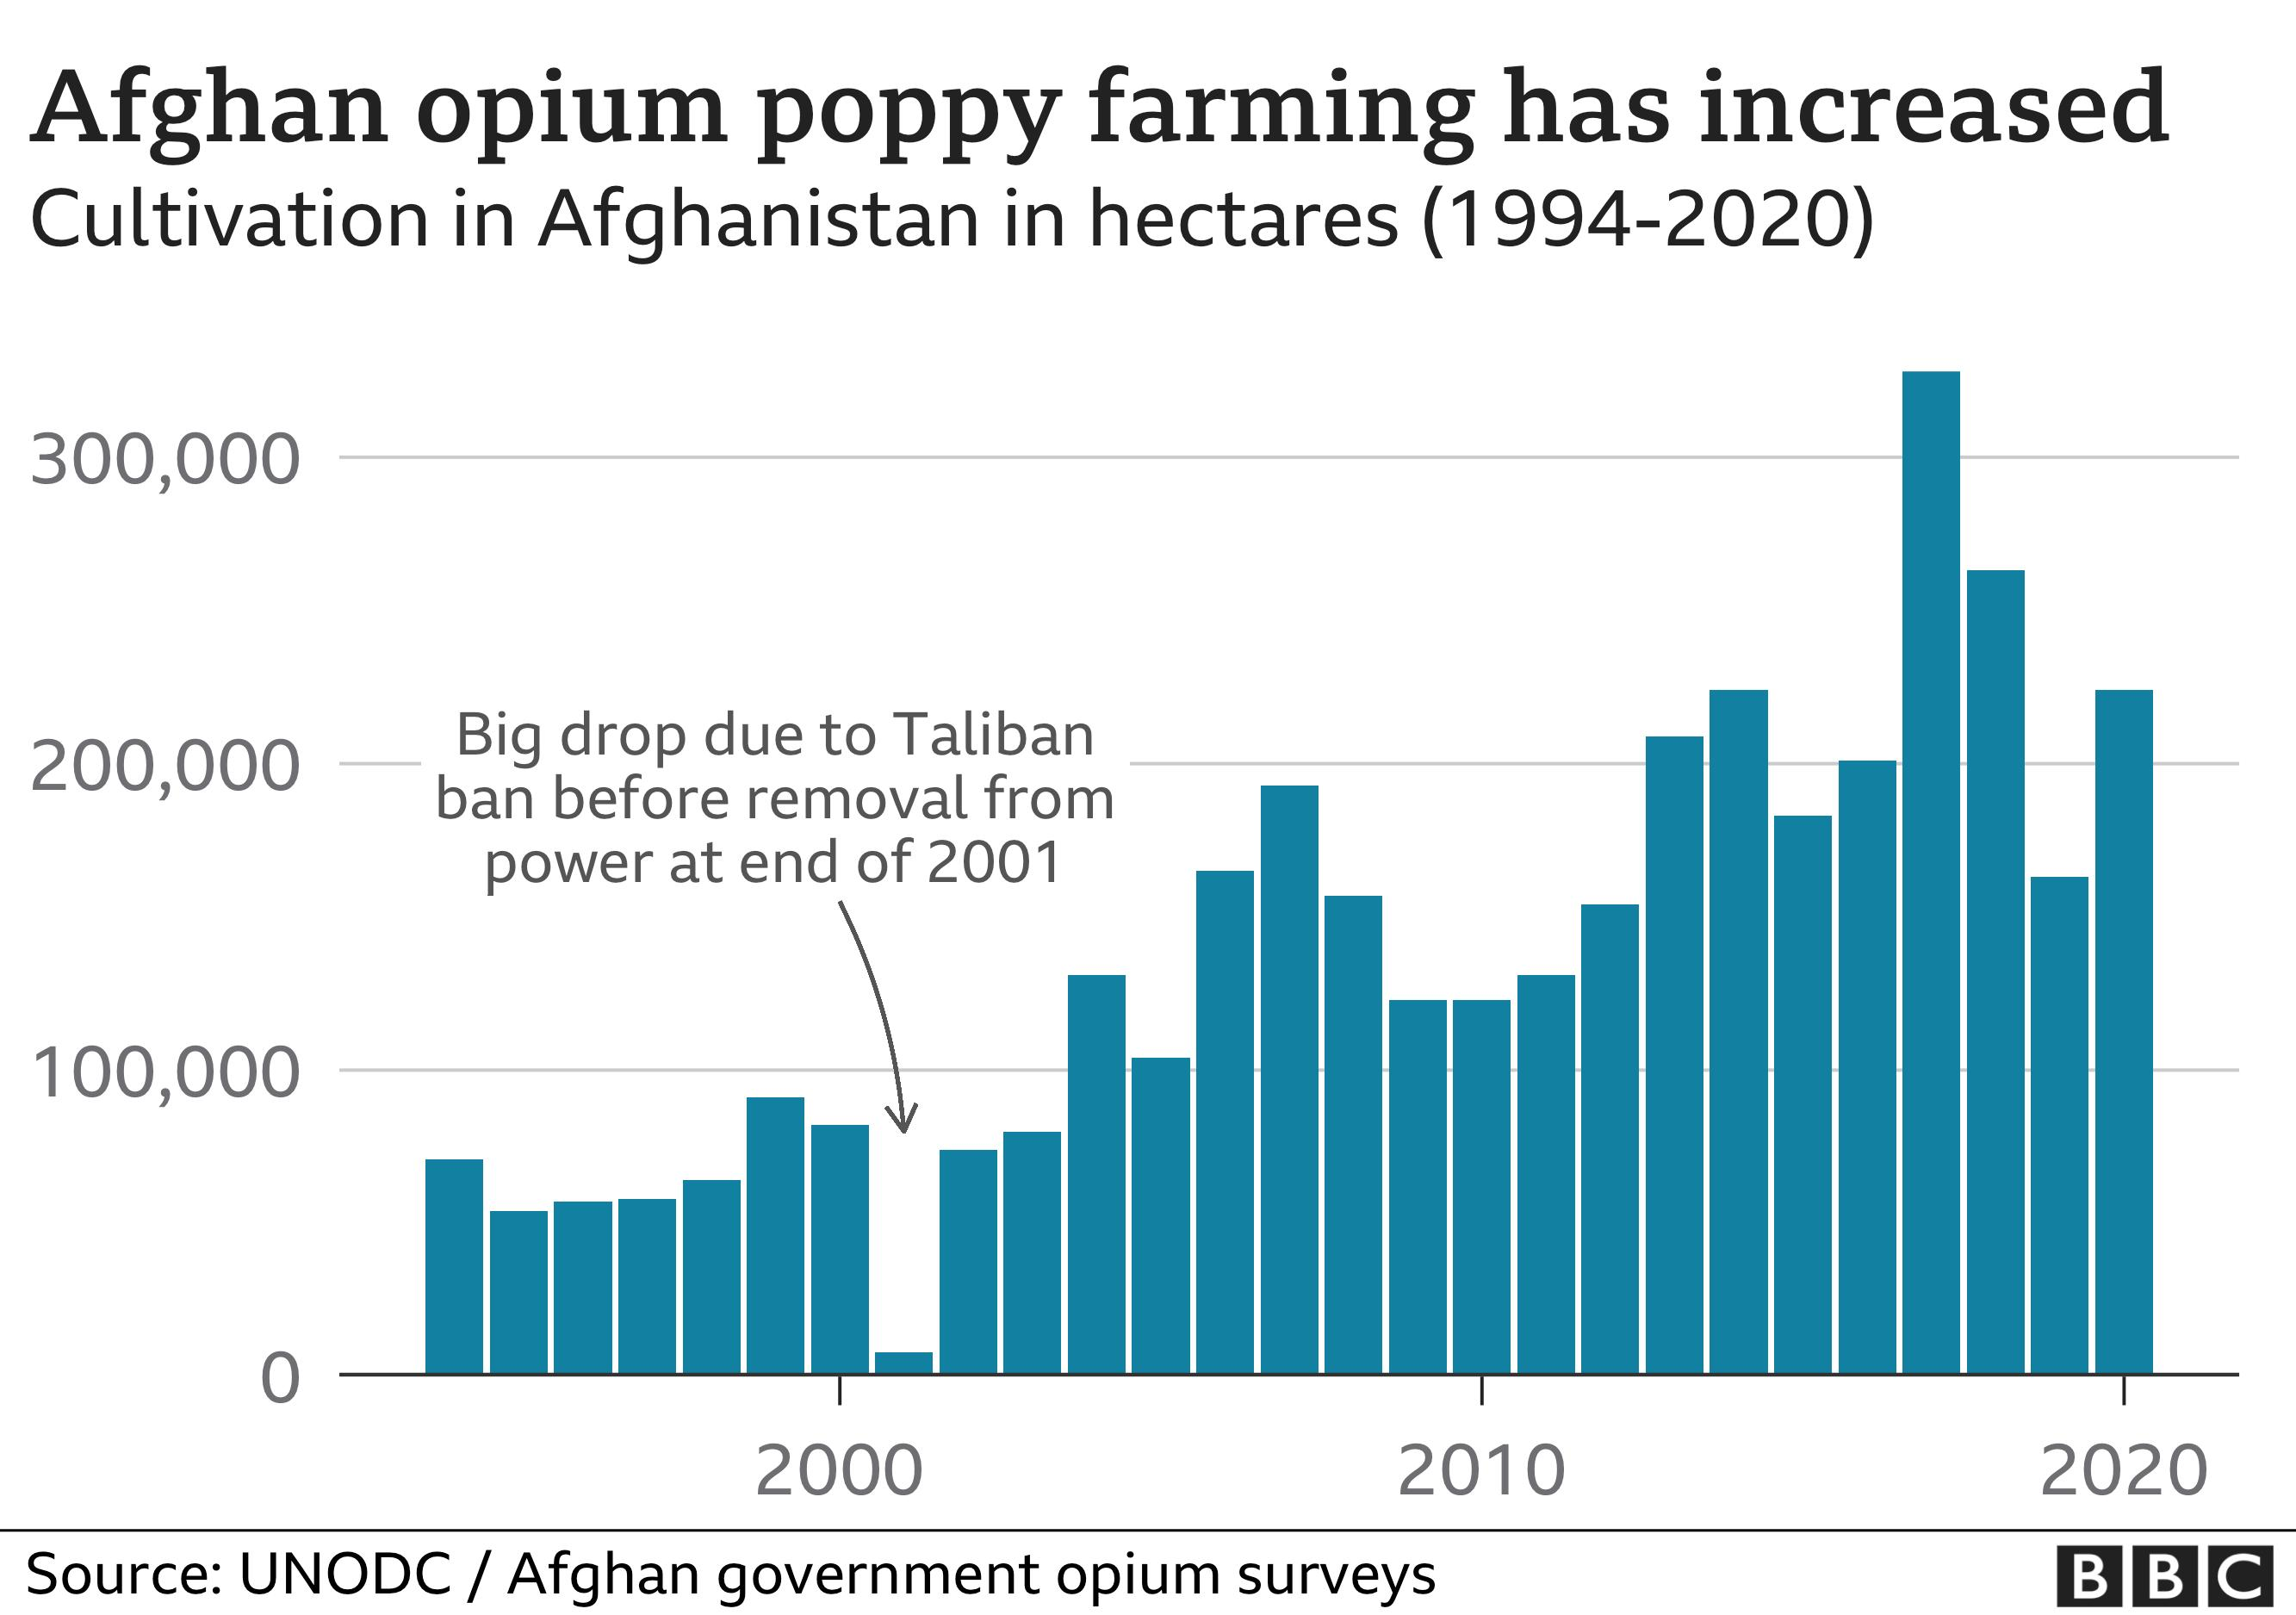 Afghan opium poppy farming has increased
Cultivation in Afghanistan in hectares (1994-2020)
300,000
200,000
100,000
0
Big drop due to Taliban
ban before removal from
power at end of 2001
2000
2010
2020
Source: UNODC / Afghan government opium surveys
BBC